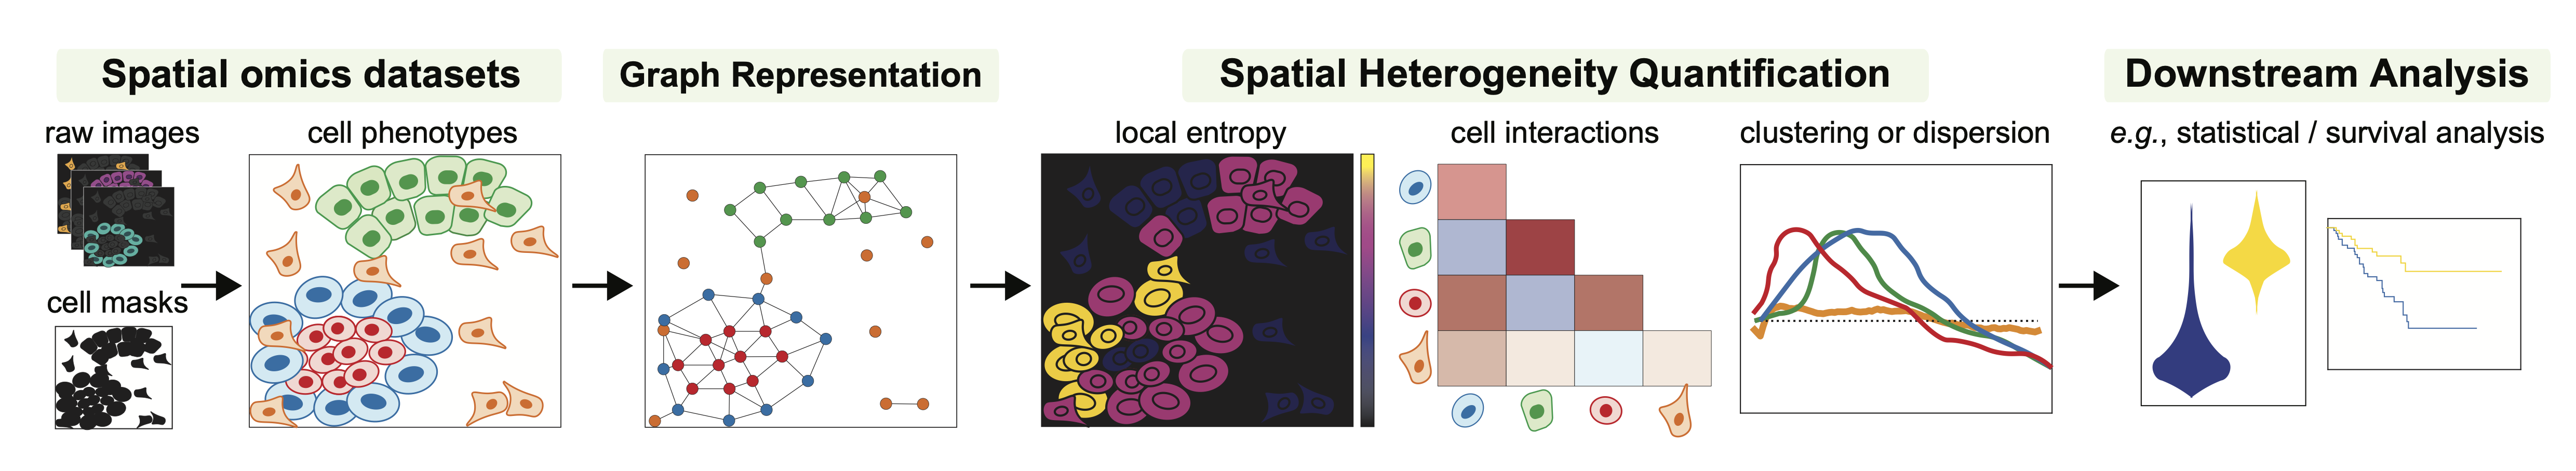 Spatial omics datasets
raw images
cell phenotypes
cell masks
Graph Representation
Spatial Heterogeneity Quantification
local entropy
cell interactions
clustering or dispersion
Downstream Analysis
e.g., statistical / survival analysis